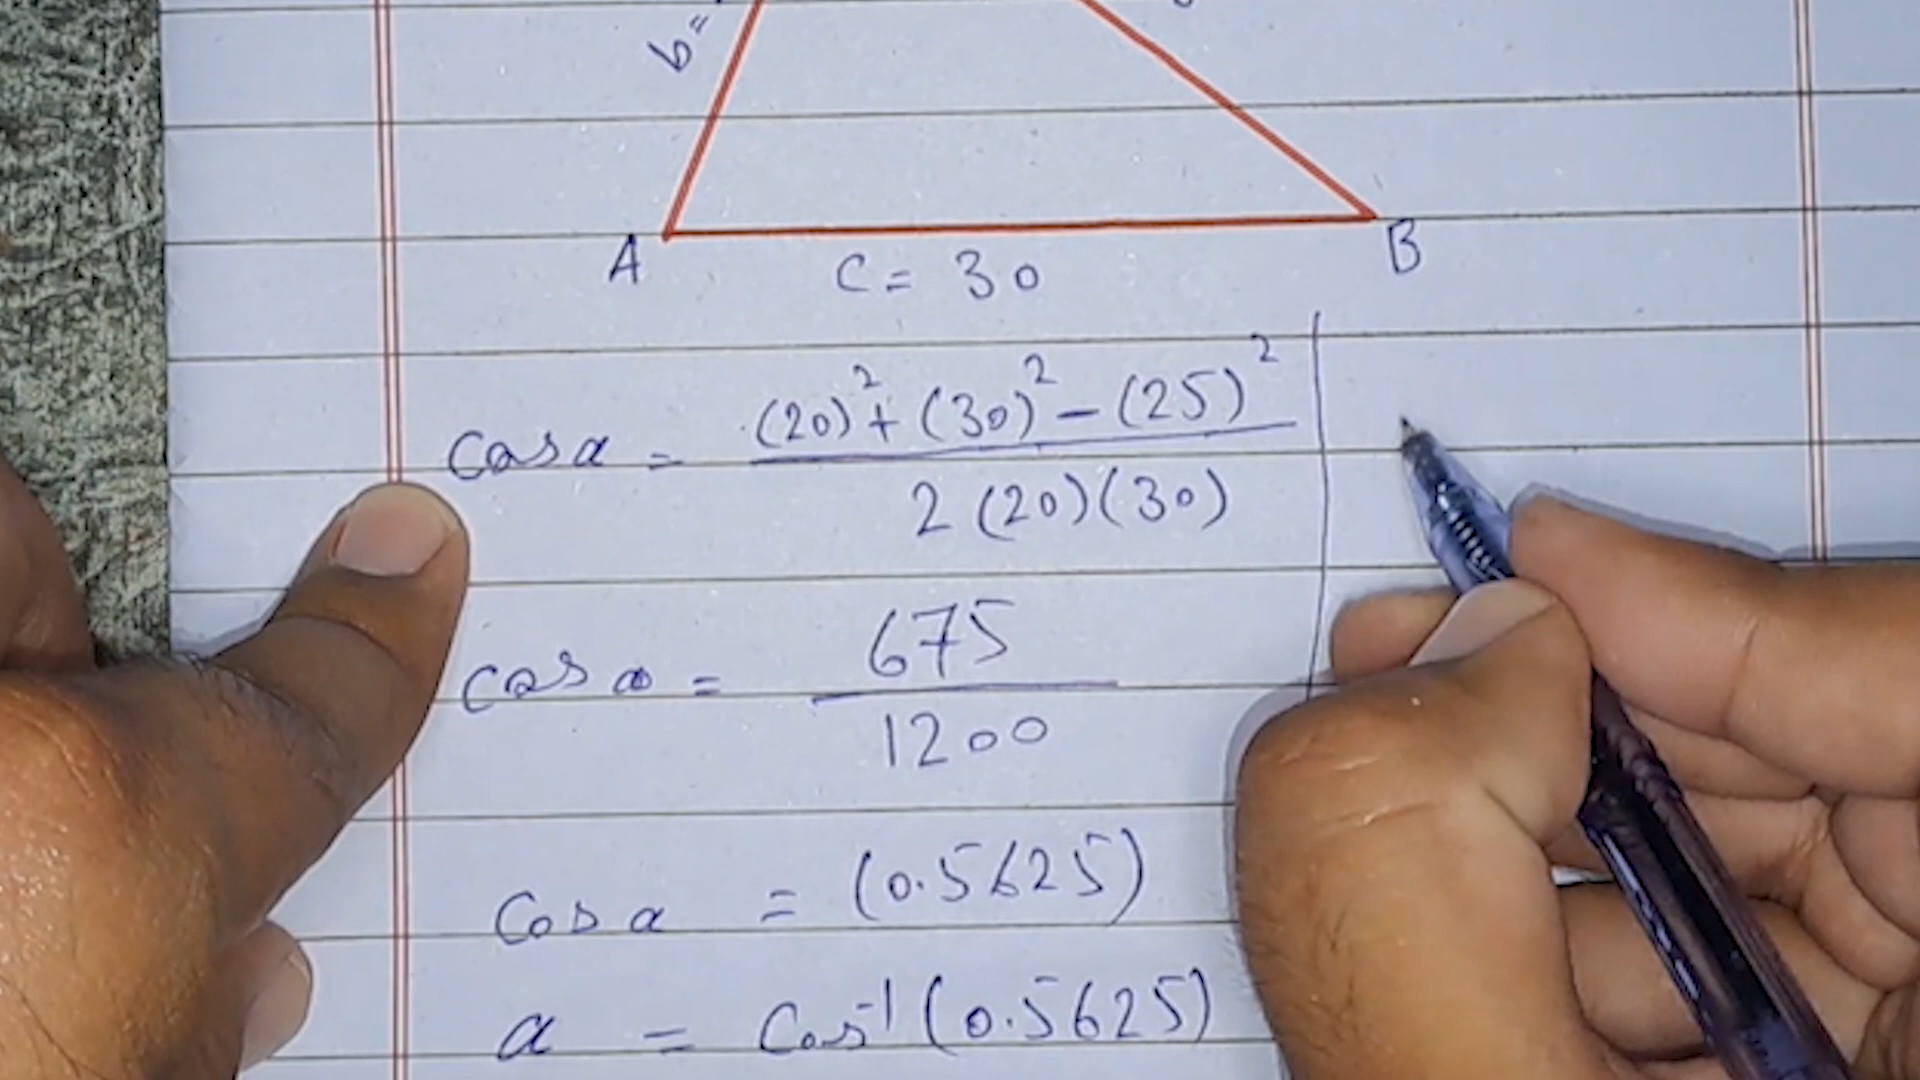 b=
A
B
C= 30
Cos α = (20)² + (30)² − (25)² / 2 (20)(30)
Cos α = 675 / 1200
Cos α = (0.5625)
α = Cos⁻¹ (0.5625)